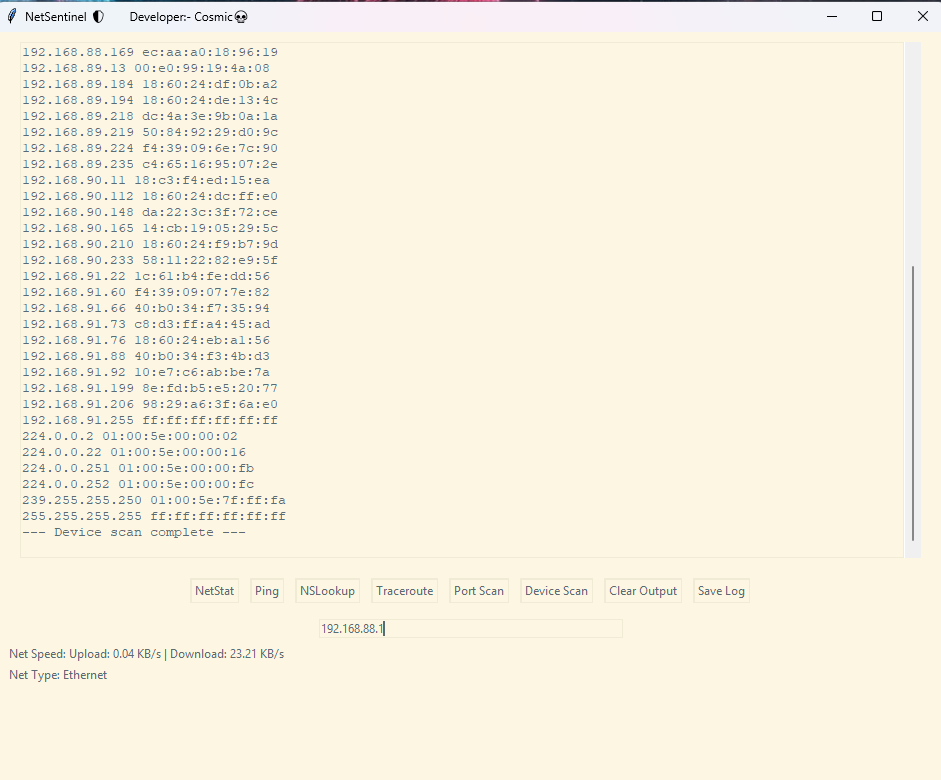 NetSentinel 🌓 Developer:- Cosmic💀
192.168.88.169 ec:aa:a0:18:96:19
192.168.89.13 00:e0:99:19:4a:08
192.168.89.184 18:60:24:df:0b:a2
192.168.89.194 18:60:24:de:13:4c
192.168.89.218 dc:4a:3e:9b:0a:1a
192.168.89.219 50:84:92:29:d0:9c
192.168.89.224 f4:39:09:6e:7c:90
192.168.89.235 c4:65:16:95:07:2e
192.168.90.11 18:c3:f4:ed:15:ea
192.168.90.112 18:60:24:dc:ff:e0
192.168.90.148 da:22:3c:3f:72:ce
192.168.90.165 14:cb:19:05:29:5c
192.168.90.210 18:60:24:f9:b7:9d
192.168.90.233 58:11:22:82:e9:5f
192.168.91.22 1c:61:b4:fe:dd:56
192.168.91.60 f4:39:09:07:7e:82
192.168.91.66 40:b0:34:f7:35:94
192.168.91.73 c8:d3:ff:a4:45:ad
192.168.91.76 18:60:24:eb:a1:56
192.168.91.88 40:b0:34:f3:4b:d3
192.168.91.92 10:e7:c6:ab:be:7a
192.168.91.199 8e:fd:b5:e5:20:77
192.168.91.206 98:29:a6:3f:6a:e0
192.168.91.255 ff:ff:ff:ff:ff:ff
224.0.0.2 01:00:5e:00:00:02
224.0.0.22 01:00:5e:00:00:16
224.0.0.251 01:00:5e:00:00:fb
224.0.0.252 01:00:5e:00:00:fc
239.255.255.250 01:00:5e:7f:ff:fa
255.255.255.255 ff:ff:ff:ff:ff:ff
--- Device scan complete ---
NetStat Ping NSLookup Traceroute Port Scan Device Scan Clear Output Save Log
192.168.88.1
Net Speed: Upload: 0.04 KB/s | Download: 23.21 KB/s
Net Type: Ethernet